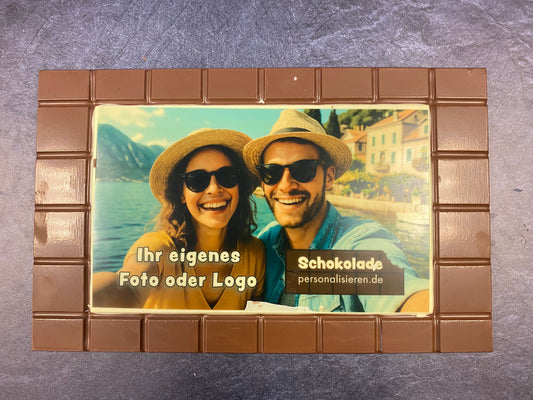 Ihr eigenes
Foto oder Logo
Schokolade
personalisieren.de